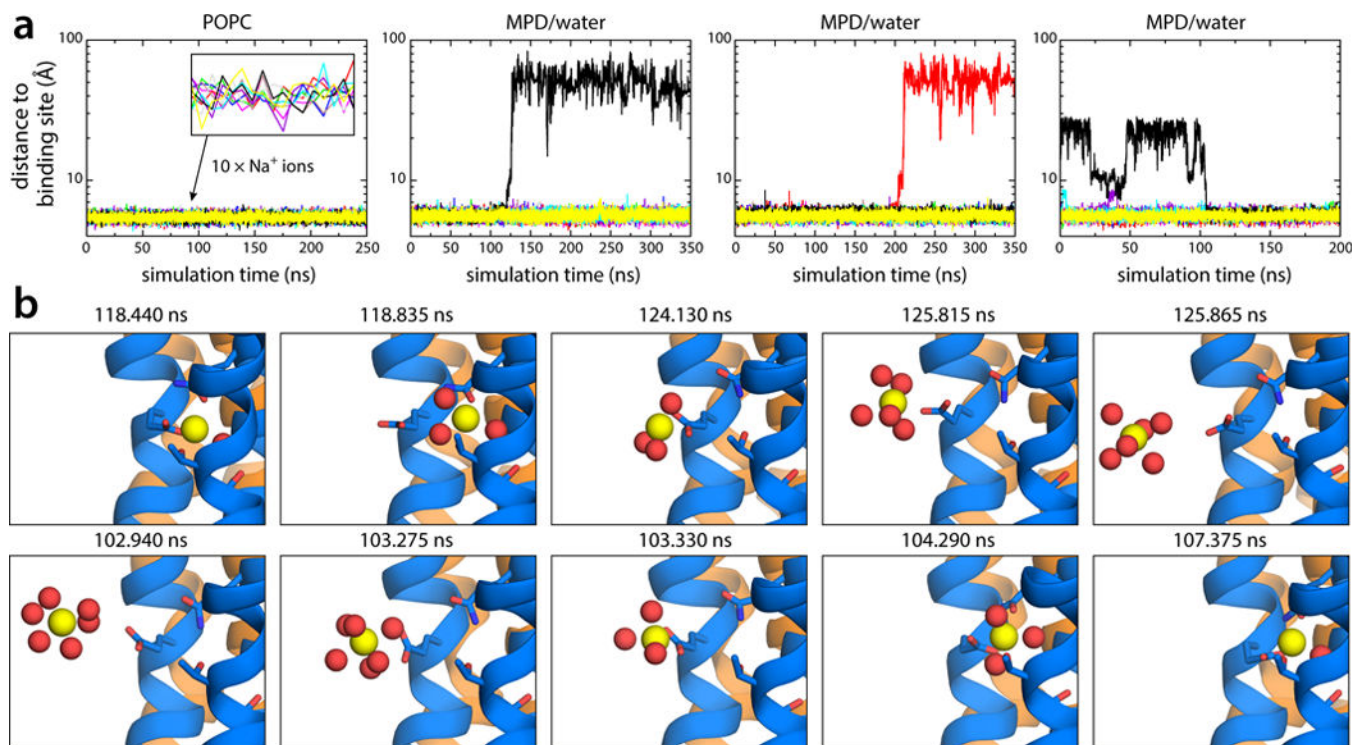 a
POPC
MPD/water
MPD/water
MPD/water
distance to
binding site (Å)
100
10
10 × Na⁺ ions
0 50 100 150 200 250
simulation time (ns)
100
10
0 50 100 150 200 250 300 350
simulation time (ns)
100
10
0 50 100 150 200 250 300 350
simulation time (ns)
100
10
0 50 100 150 200
simulation time (ns)
b
118.440 ns
118.835 ns
124.130 ns
125.815 ns
125.865 ns
102.940 ns
103.275 ns
103.330 ns
104.290 ns
107.375 ns